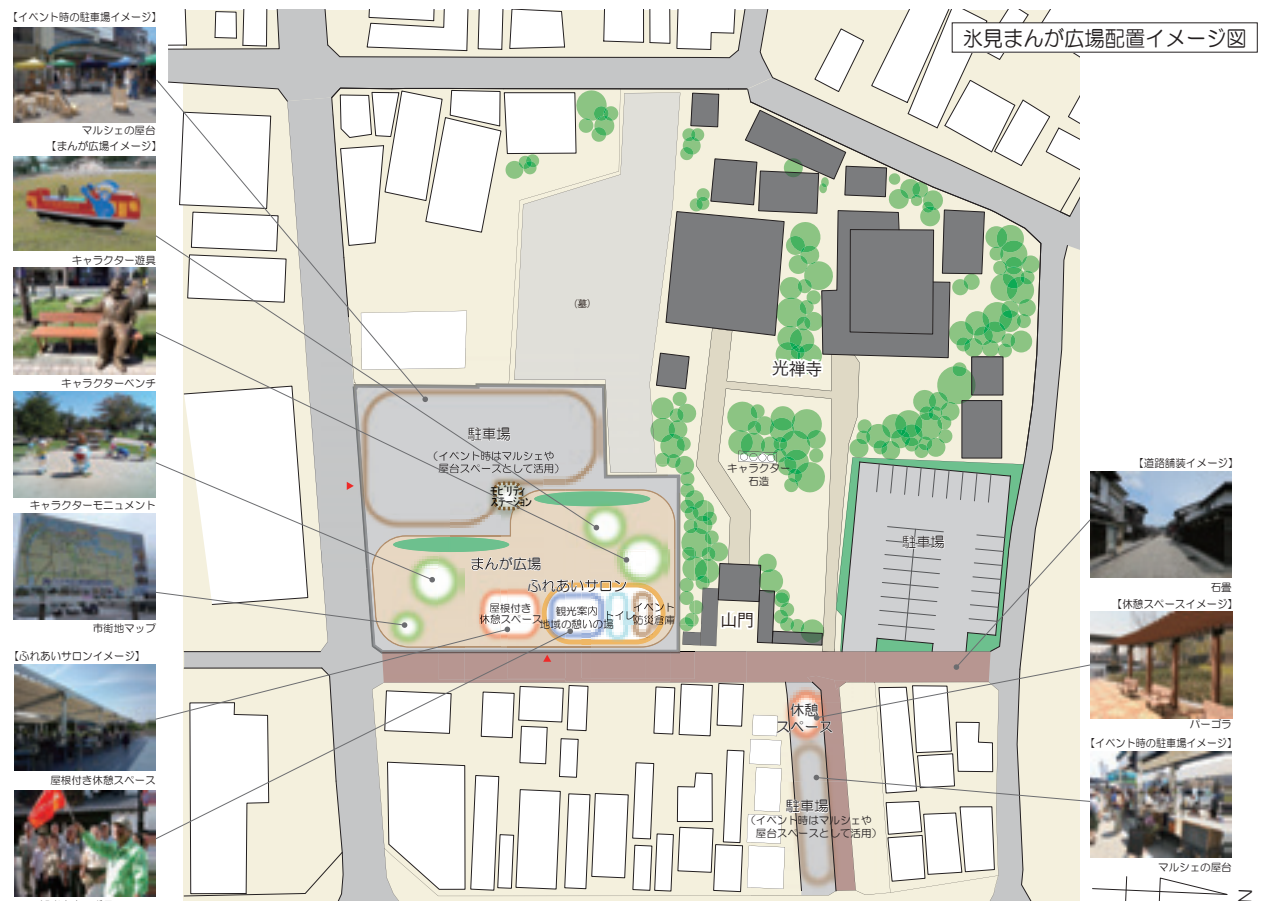 氷見まんが広場配置イメージ図
【イベント時の駐車場イメージ】
マルシェの屋台
【まんが広場イメージ】
キャラクター遊具
キャラクターベンチ
キャラクターモニュメント
市街地マップ
【ふれあいサロンイメージ】
屋根付き休憩スペース
(墓)
光禅寺
キャラクター
石造
駐車場
(イベント時はマルシェや
屋台スペースとして活用)
モビリティ
ステーション
まんが広場
ふれあいサロン
屋根付き
休憩スペース
観光案内
地域の憩いの場
トイレ
イベント
防災倉庫
山門
駐車場
休憩
スペース
駐車場
(イベント時はマルシェや
屋台スペースとして活用)
【道路舗装イメージ】
石畳
【休憩スペースイメージ】
パーゴラ
【イベント時の駐車場イメージ】
マルシェの屋台
N